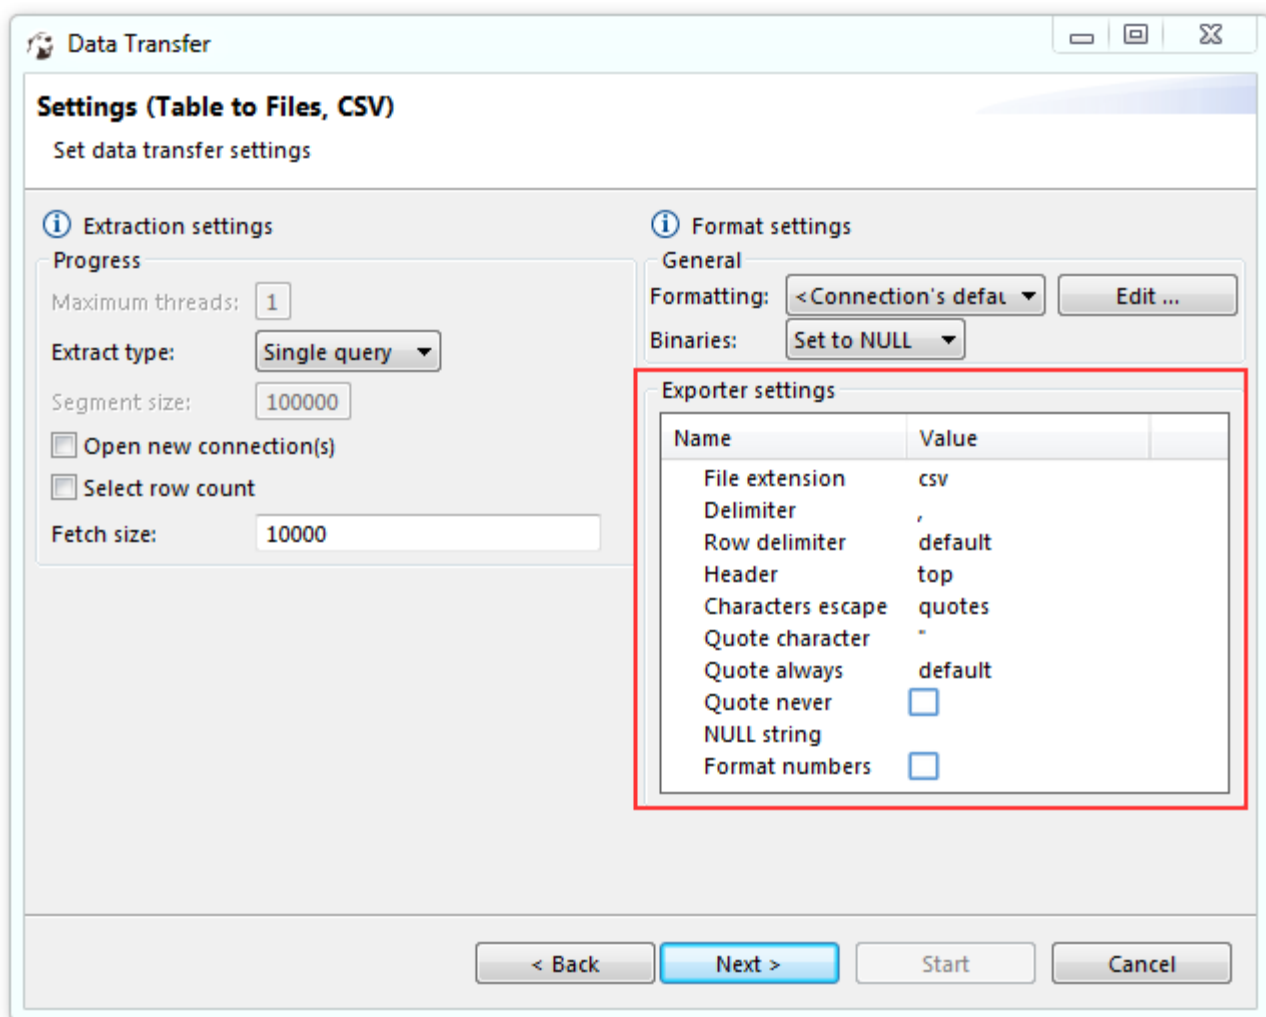 Data Transfer
Settings (Table to Files, CSV)
Set data transfer settings
Extraction settings
Progress
Maximum threads: 1
Extract type: Single query
Segment size: 100000
Open new connection(s)
Select row count
Fetch size: 10000
Format settings
General
Formatting: <Connection's defau Edit ...
Binaries: Set to NULL
Exporter settings
Name Value
File extension csv
Delimiter ,
Row delimiter default
Header top
Characters escape quotes
Quote character "
Quote always default
Quote never
NULL string
Format numbers
< Back Next > Start Cancel